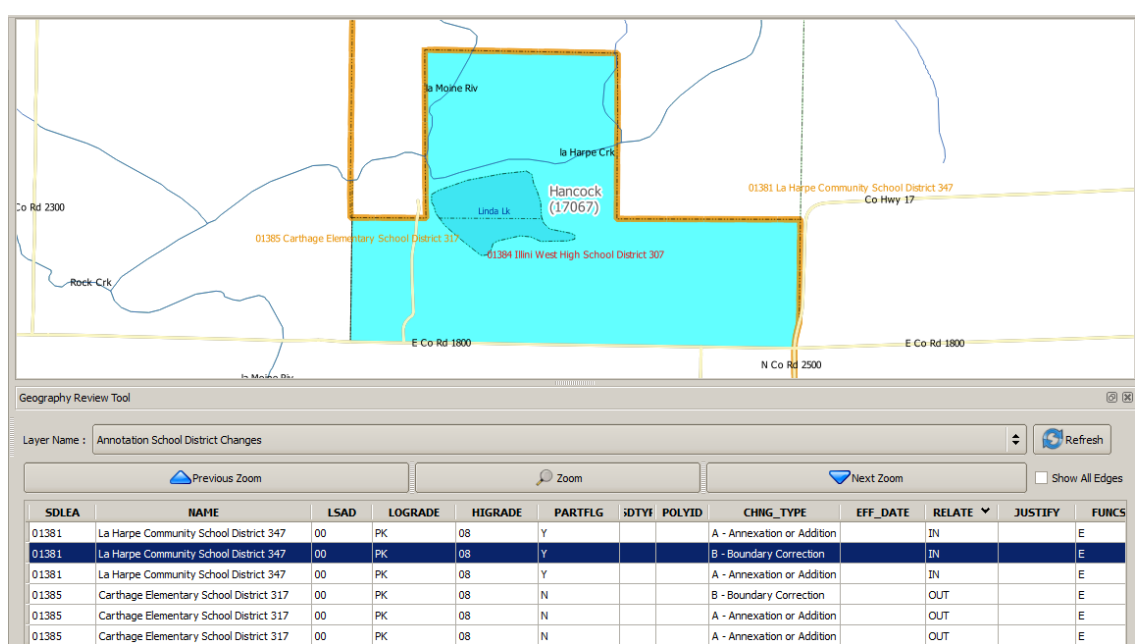 la Moine Riv
la Harpe Crk
Hancock
(17067)
01381 La Harpe Community School District 347
Co Hwy 17
Co Rd 2300
Linda Lk
01385 Carthage Elementary School District 317
01384 Illini West High School District 307
Rock Crk
E Co Rd 1800
E Co Rd 1800
N Co Rd 2500
la Moine Riv
Geography Review Tool
Layer Name : Annotation School District Changes Refresh
Previous Zoom Zoom Next Zoom Show All Edges
SDLEA NAME LSAD LOGRADE HIGRADE PARTFLG POLYID CHNG_TYPE EFF_DATE RELATE JUSTIFY FUNCS
01381 La Harpe Community School District 347 00 PK 08 Y A - Annexation or Addition IN E
01381 La Harpe Community School District 347 00 PK 08 Y B - Boundary Correction IN E
01381 La Harpe Community School District 347 00 PK 08 Y A - Annexation or Addition IN E
01385 Carthage Elementary School District 317 00 PK 08 N B - Boundary Correction OUT E
01385 Carthage Elementary School District 317 00 PK 08 N A - Annexation or Addition OUT E
01385 Carthage Elementary School District 317 00 PK 08 N A - Annexation or Addition OUT E